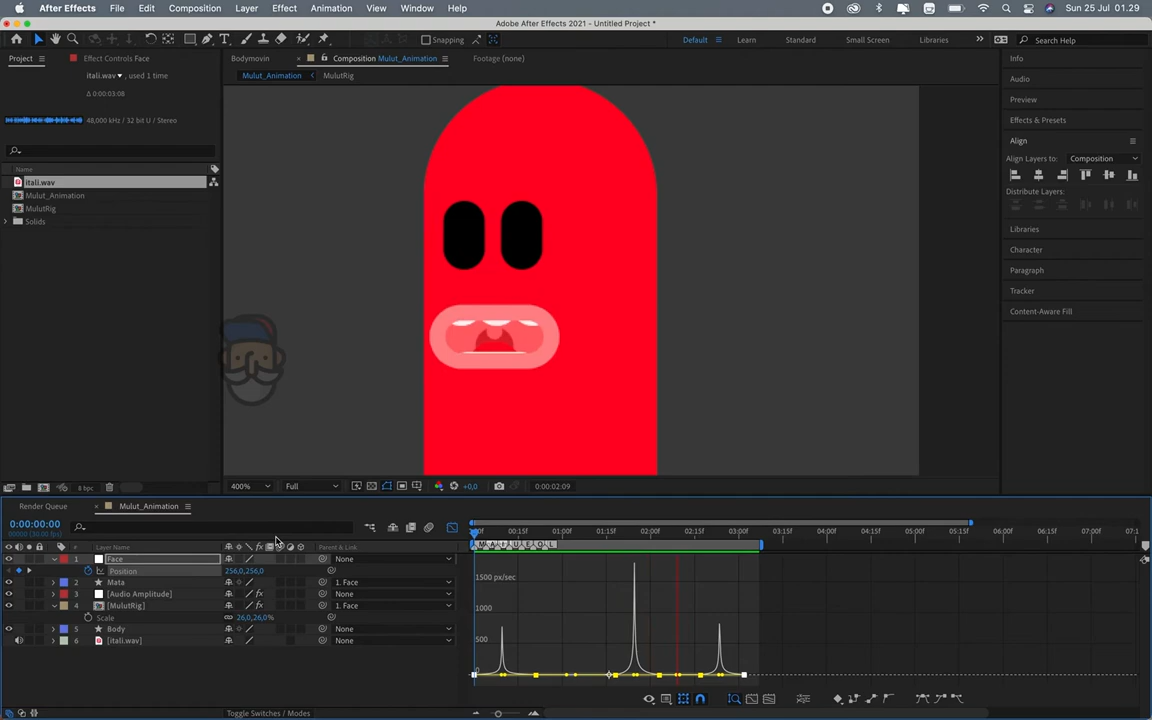 After Effects File Edit Composition Layer Effect Animation View Window Help Sun 25 Jul 01.29
Adobe After Effects 2021 - Untitled Project *
Snapping Default Learn Standard Small Screen Libraries Search Help
Project Effect Controls Face Bodymovin Composition Mulut_Animation Footage (none) Info
itali.wav , used 1 time Mulut_Animation MulutRig Audio
Δ 0:00:03:08
Preview
48,000 kHz / 32 bit U / Stereo Effects & Presets
Align
Align Layers to: Composition
Name
itali.wav
Mulut_Animation
MulutRig
Solids
Distribute Layers:
Libraries
Character
Paragraph
Tracker
Content-Aware Fill
8 bpc 400% Full +0,0 0:00:02:09
Render Queue Mulut_Animation
0:00:00:00
00000 (30.00 fps)
00f 00:15f 01:00f 01:15f 02:00f 02:15f 03:00f 03:15f 04:00f 04:15f 05:00f 05:15f 06:00f 06:15f 07:0
# Layer Name Parent & Link
1 Face None
Position 256,0,256,0
2 Mata 1. Face
3 [Audio Amplitude] None
4 [MulutRig] 1. Face
Scale 26,0,26,0%
5 Body None
6 [itali.wav] None
1500 px/sec
1000
500
0
Toggle Switches / Modes